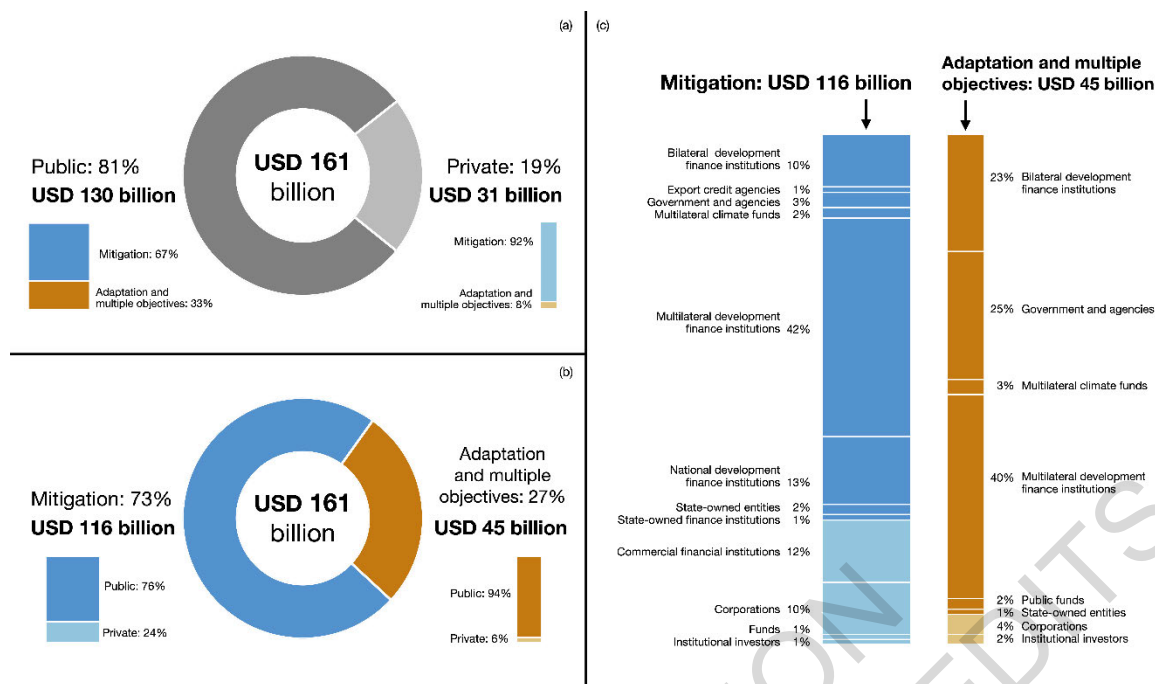 (a)
Public: 81%
USD 130 billion
Mitigation: 67%
Adaptation and
multiple objectives: 33%
USD 161
billion
Private: 19%
USD 31 billion
Mitigation: 92%
Adaptation and
multiple objectives: 8%
(b)
Mitigation: 73%
USD 116 billion
Public: 76%
Private: 24%
USD 161
billion
Adaptation
and multiple
objectives: 27%
USD 45 billion
Public: 94%
Private: 6%
(c)
Mitigation: USD 116 billion
Bilateral development
finance institutions 10%
Export credit agencies 1%
Government and agencies 3%
Multilateral climate funds 2%
Multilateral development
finance institutions 42%
National development
finance institutions 13%
State-owned entities 2%
State-owned finance institutions 1%
Commercial financial institutions 12%
Corporations 10%
Funds 1%
Institutional investors 1%
Adaptation and multiple
objectives: USD 45 billion
23% Bilateral development
finance institutions
25% Government and agencies
3% Multilateral climate funds
40% Multilateral development
finance institutions
2% Public funds
1% State-owned entities
4% Corporations
2% Institutional investors
ON
EDITS